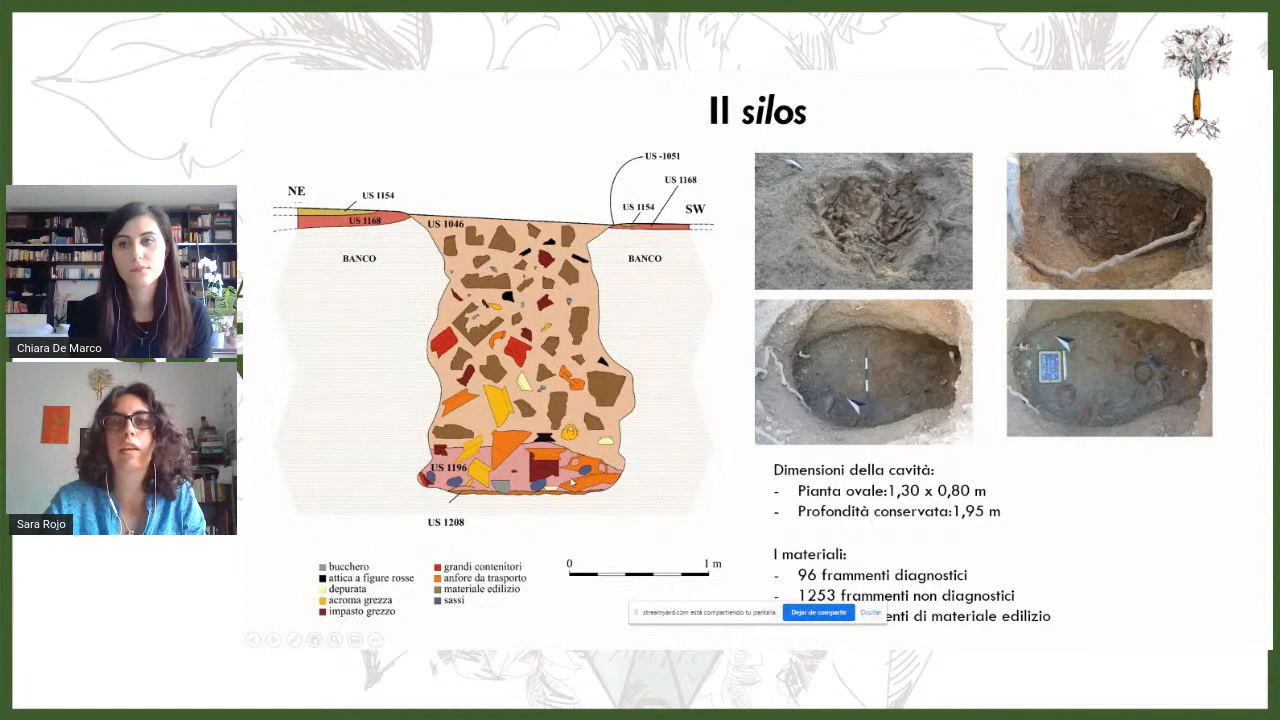 Il silos
US -1051
US 1168
NE
US 1154
US 1154
SW
US 1168
US 1046
BANCO
BANCO
US 1196
US 1208
0
1 m
bucchero
attica a figure rosse
depurata
acroma grezza
impasto grezzo
grandi contenitori
anfore da trasporto
materiale edilizio
sassi
Dimensioni della cavità:
- Pianta ovale:1,30 x 0,80 m
- Profondità conservata:1,95 m
I materiali:
- 96 frammenti diagnostici
- 1253 frammenti non diagnostici
enti di materiale edilizio
streamyard.com está compartiendo tu pantalla.
Dejar de compartir
Ocultar
Chiara De Marco
Sara Rojo